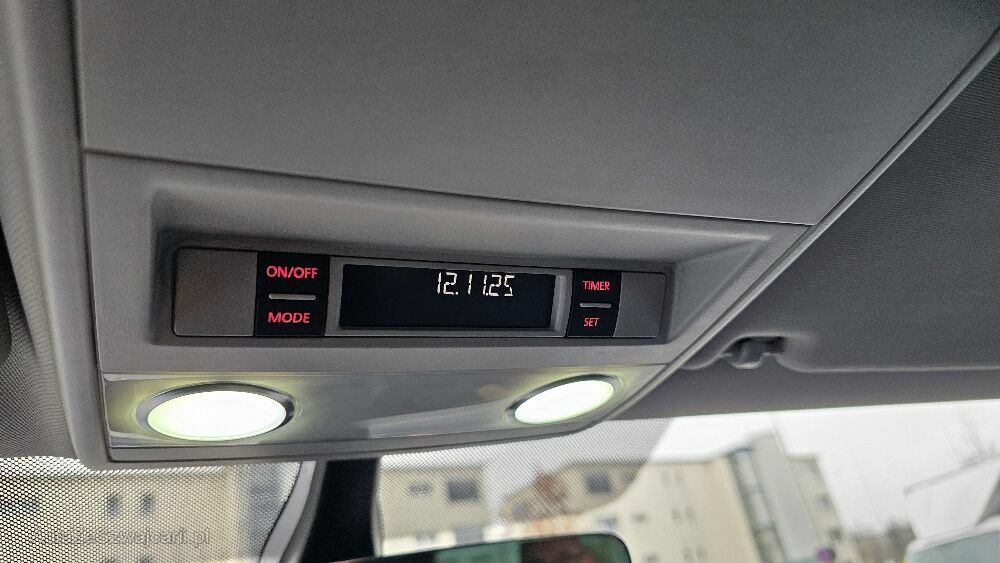 ON/OFF
MODE
12.11.25
TIMER
SET